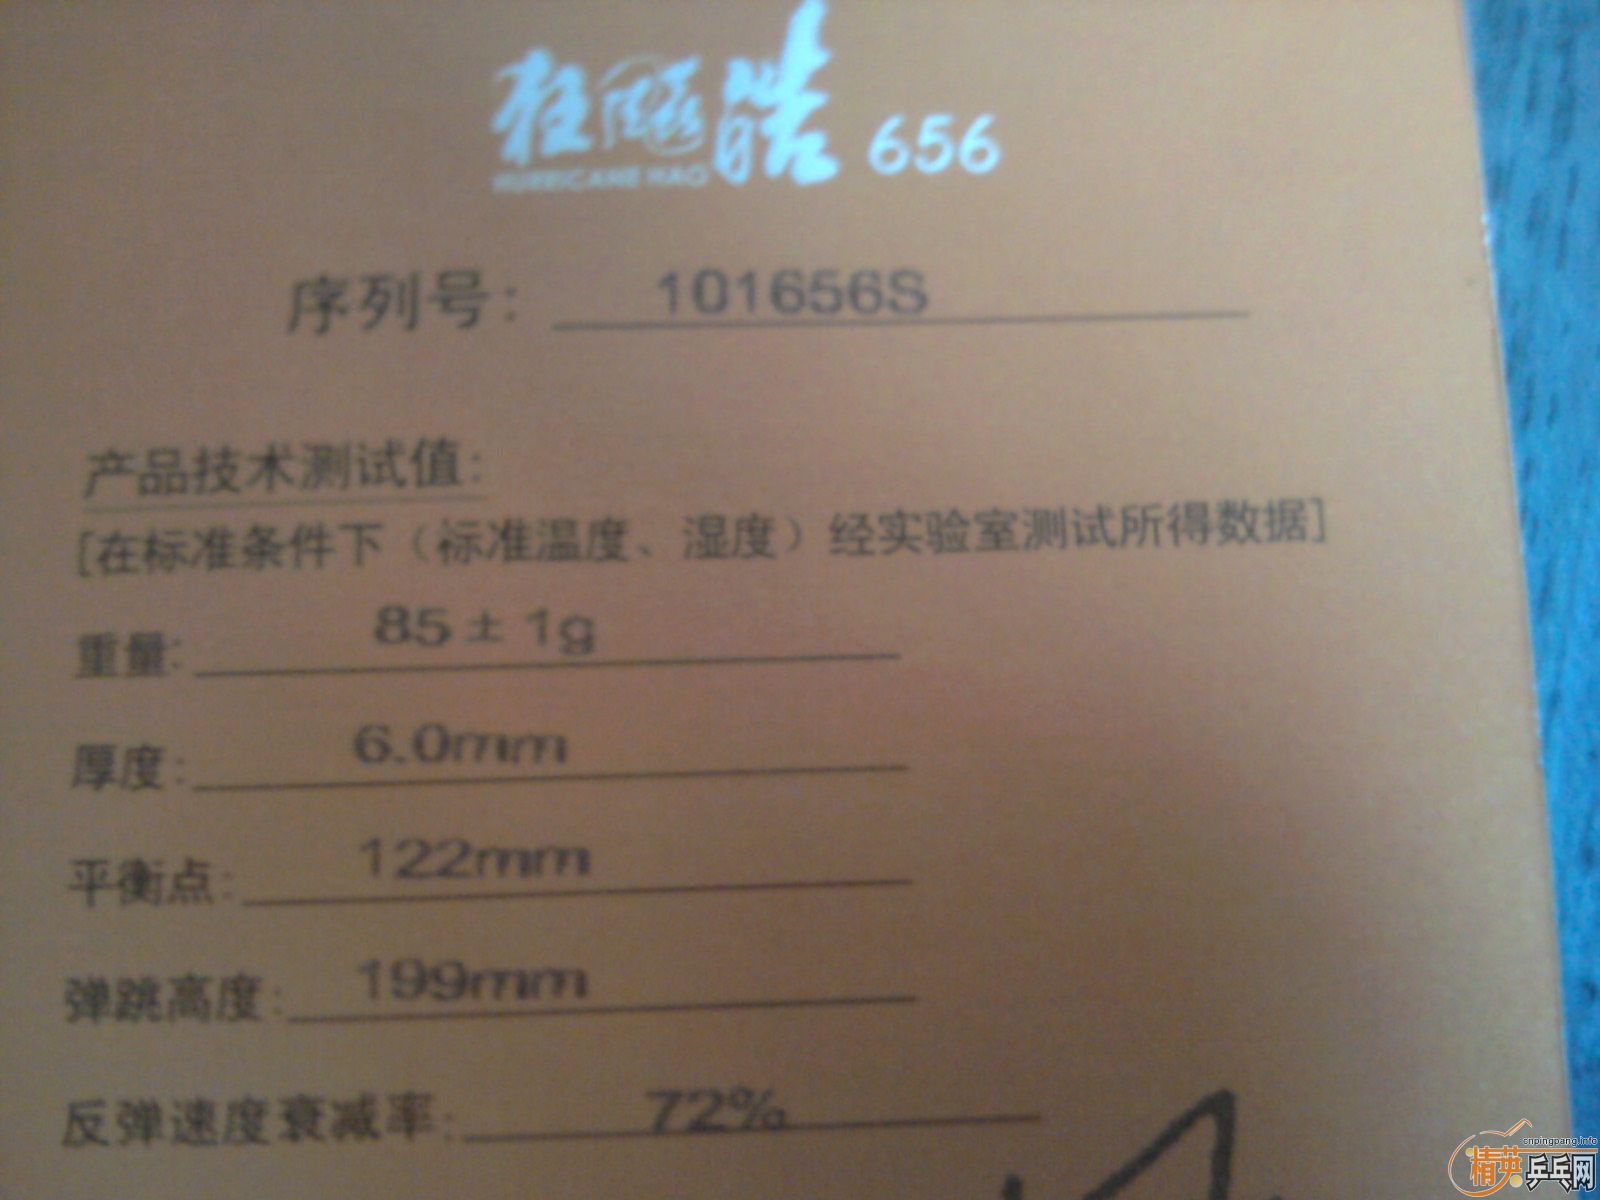 狂飚皓 656
HURRICANE HAO
序列号: 101656S
产品技术测试值:
[在标准条件下（标准温度、湿度）经实验室测试所得数据]
重量: 85±1g
厚度: 6.0mm
平衡点: 122mm
弹跳高度: 199mm
反弹速度衰减率: 72%
cnpingpang.info
精英乒乓网